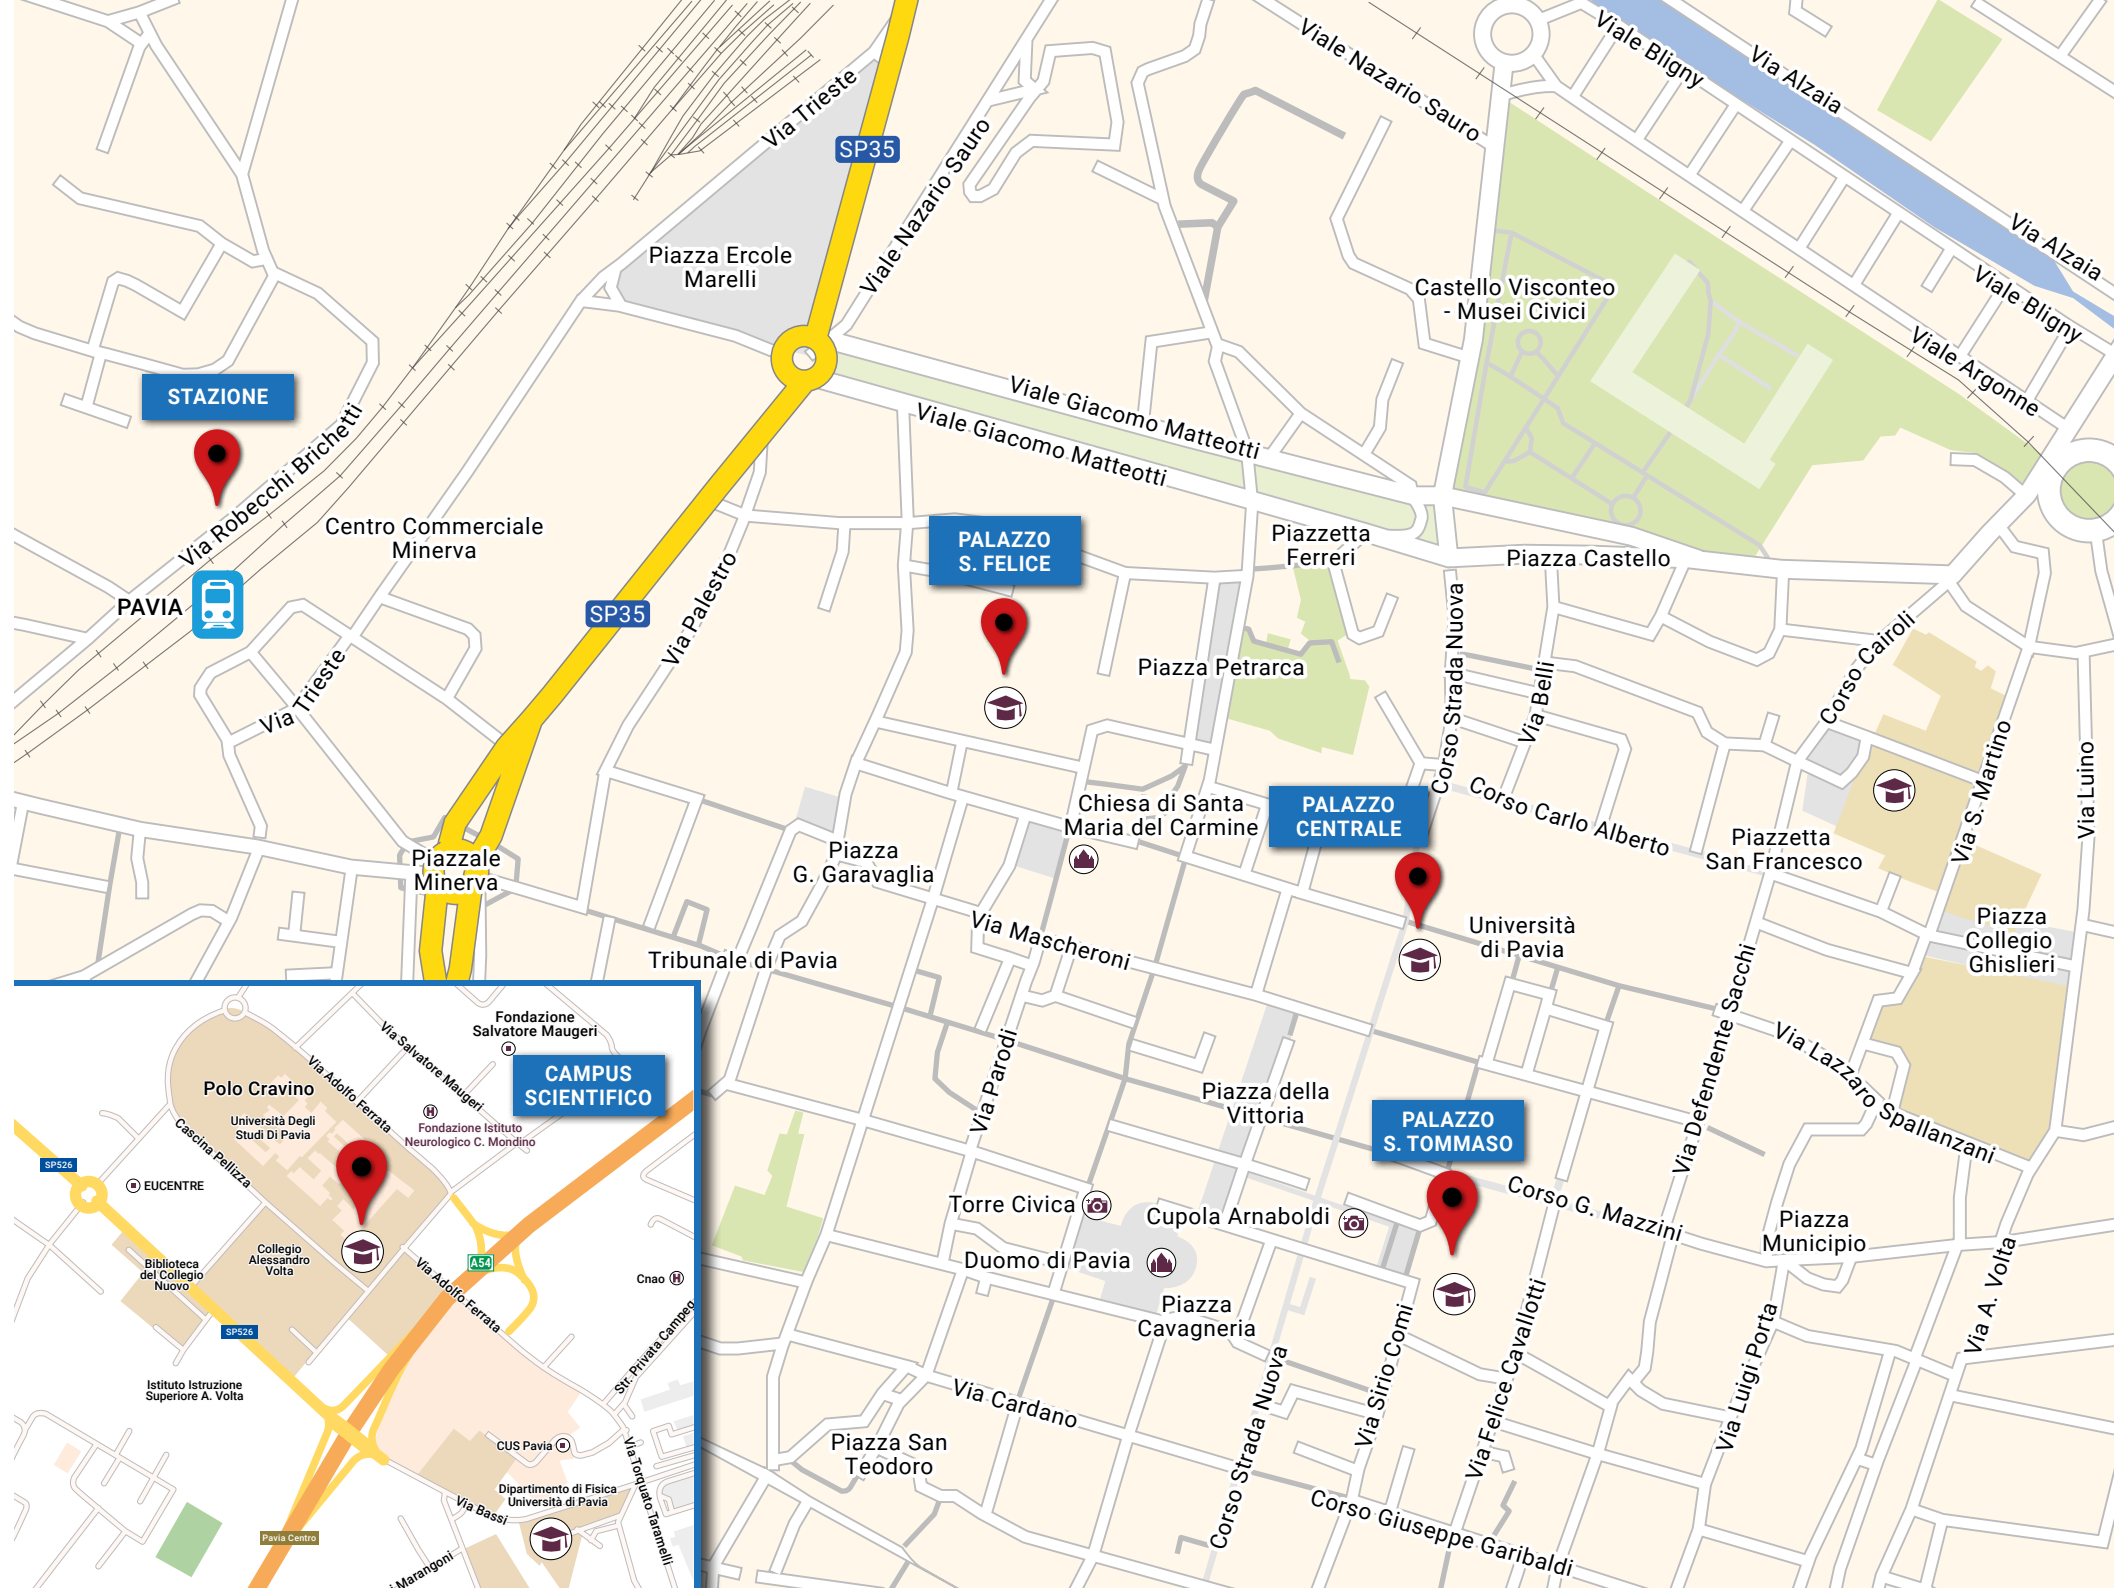 Viale Nazario Sauro
Viale Bligny
Via Alzaia
Via Trieste
SP35
Viale Nazario Sauro
Via Alzaia
Viale Bligny
Piazza Ercole
Marelli
Castello Visconteo
- Musei Civici
Viale Argonne
STAZIONE
Via Robecchi Brichetti
Viale Giacomo Matteotti
Viale Giacomo Matteotti
Centro Commerciale
Minerva
PALAZZO
S. FELICE
Piazzetta
Ferreri
Piazza Castello
PAVIA
SP35
Via Palestro
Corso Strada Nuova
Via Belli
Corso Cairoli
Piazza Petrarca
Via Trieste
Via S. Martino
Via Luino
Chiesa di Santa
Maria del Carmine
PALAZZO
CENTRALE
Corso Carlo Alberto
Piazzetta
San Francesco
Piazzale
Minerva
Piazza
G. Garavaglia
Via Mascheroni
Università
di Pavia
Piazza
Collegio
Ghislieri
Tribunale di Pavia
Via Defendente Sacchi
Via Lazzaro Spallanzani
Via Parodi
Piazza della
Vittoria
PALAZZO
S. TOMMASO
Corso G. Mazzini
Torre Civica
Cupola Arnaboldi
Piazza
Municipio
Duomo di Pavia
Piazza
Cavagneria
Via A. Volta
Via Sirio Comi
Via Felice Cavallotti
Via Luigi Porta
Corso Strada Nuova
Via Cardano
Piazza San
Teodoro
Corso Giuseppe Garibaldi
Fondazione
Salvatore Maugeri
Via Salvatore Maugeri
CAMPUS
SCIENTIFICO
Via Adolfo Ferrata
Polo Cravino
Università Degli
Studi Di Pavia
H
Fondazione Istituto
Neurologico C. Mondino
Cascina Pellizza
SP526
EUCENTRE
Collegio
Alessandro
Volta
Biblioteca
del Collegio
Nuovo
A54
Via Adolfo Ferrata
Cnao
H
SP526
Str. Privata Campeg
Istituto Istruzione
Superiore A. Volta
CUS Pavia
Via Torquato Taramelli
Dipartimento di Fisica
Università di Pavia
Via Bassi
Pavia Centro
i Marangoni